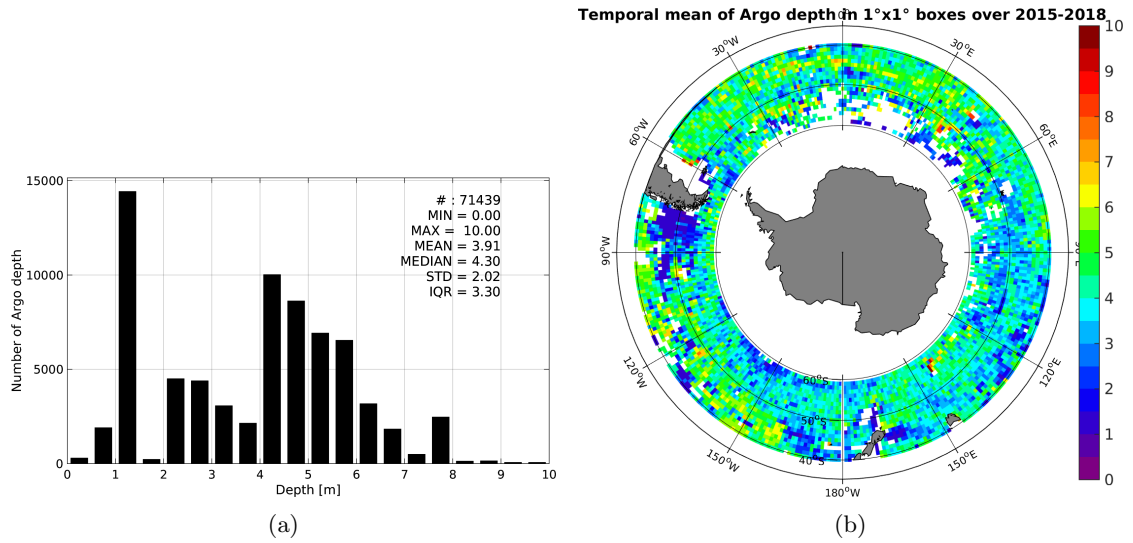 Temporal mean of Argo depth in 1°x1° boxes over 2015-2018
15000
10000
5000
0
Number of Argo depth
# : 71439
MIN = 0.00
MAX = 10.00
MEAN = 3.91
MEDIAN = 4.30
STD = 2.02
IQR = 3.30
0 1 2 3 4 5 6 7 8 9 10
Depth [m]
(a)
30°W
30°E
60°W
60°E
90°W
120°W
120°E
150°W
150°E
180°W
60°S
50°S
40°S
10
9
8
7
6
5
4
3
2
1
0
(b)